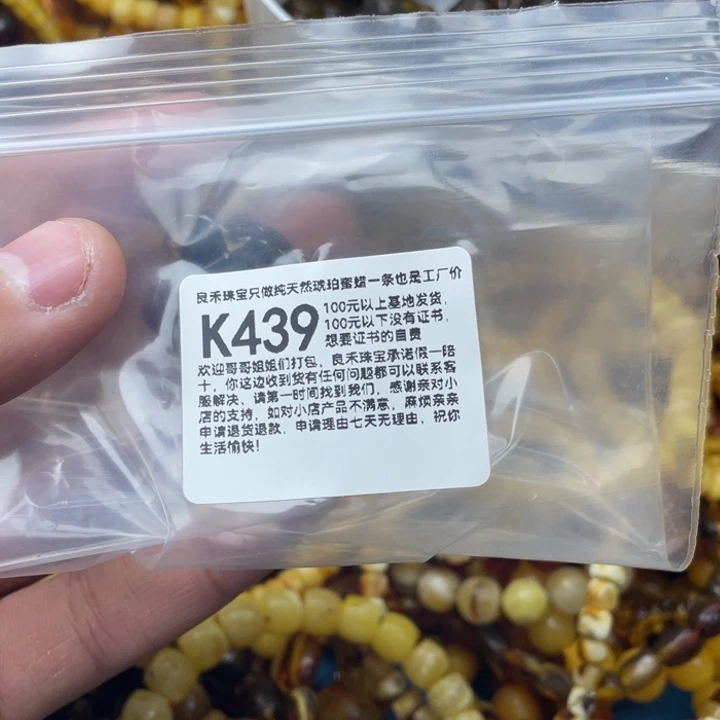 良禾珠宝只做纯天然琥珀蜜蜡一条也是工厂价
K439
100元以上基地发货，
100元以下没有证书，
想要证书的自费
欢迎哥哥姐姐们打包，良禾珠宝承诺假一赔
十，你这边收到货有任何问题都可以联系客
服解决，请第一时间找到我们，感谢亲对小
店的支持，如对小店产品不满意，麻烦亲亲
申请退货退款，申请理由七天无理由，祝你
生活愉快！